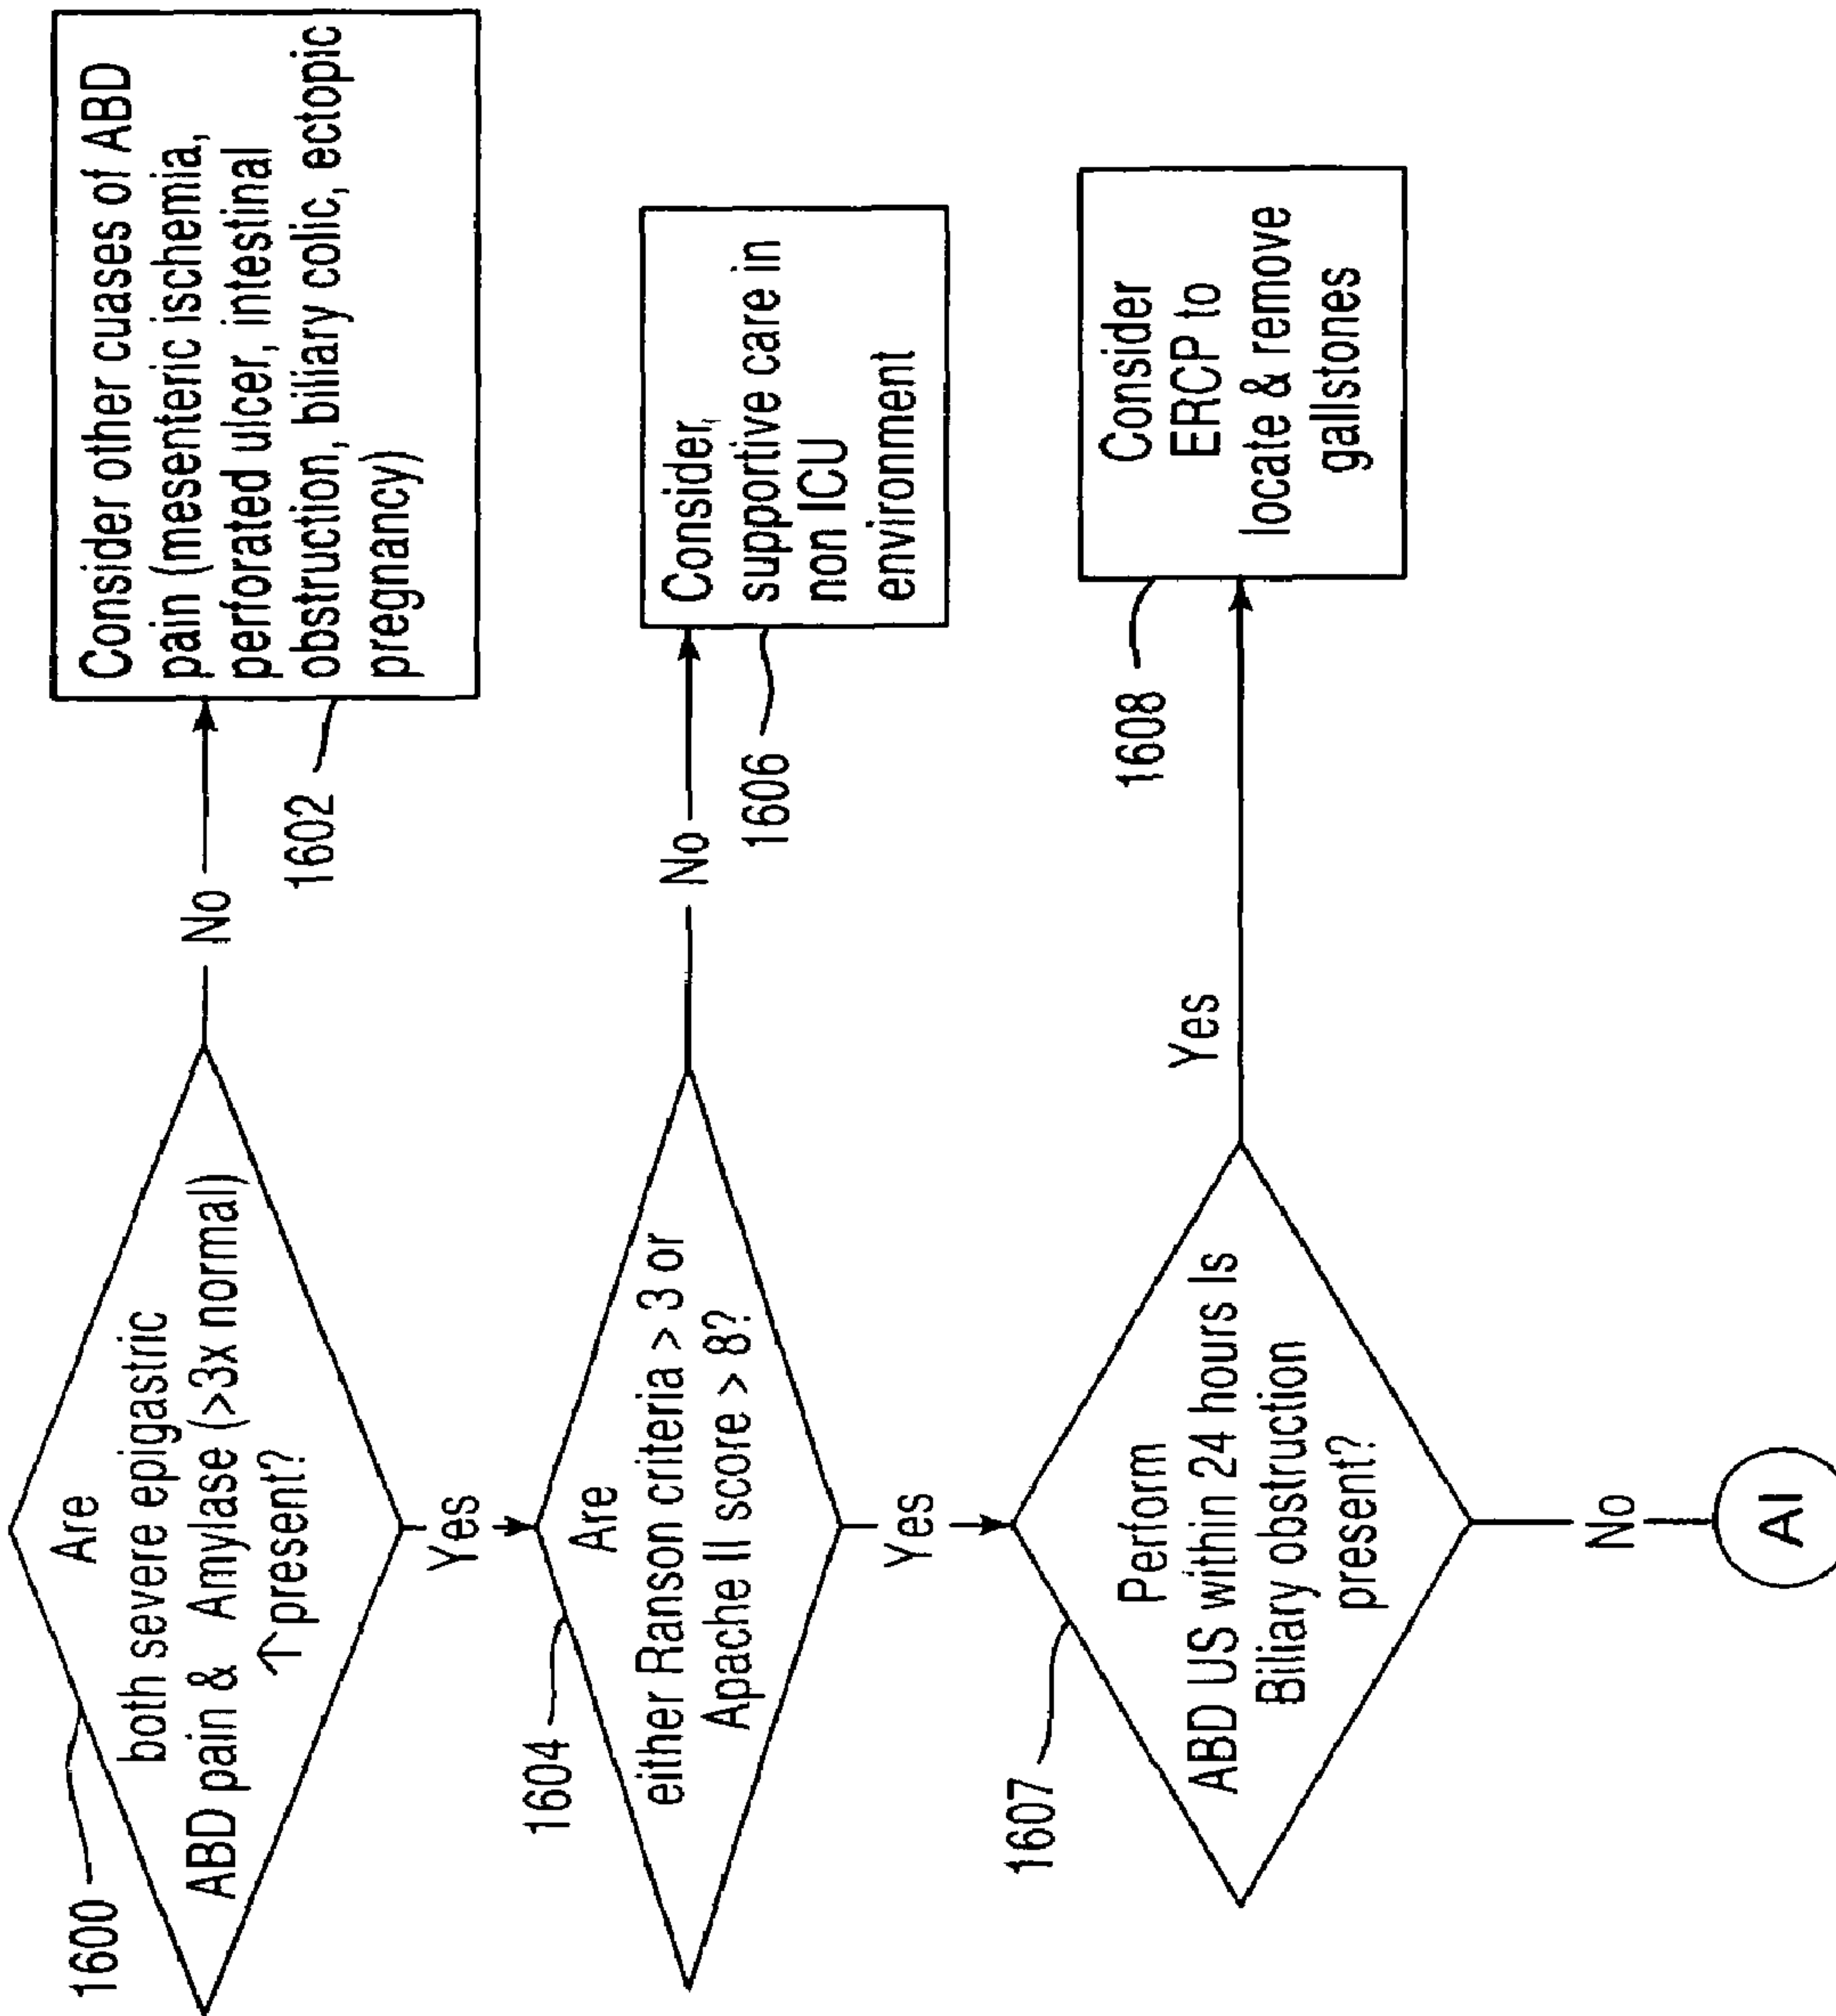 1600
Are
both severe epigastric
ABD pain & Amylase (>3x normal)
↑present?
No
1602
Consider other cuases of ABD
pain (mesenteric ischemia,
perforated ulcer, intestinal
obstruction, biliary colic, ectopic
pregnancy)
Yes
1604
Are
either Ranson criteria > 3 or
Apache II score > 8?
No
1606
Consider,
supportive care in
non ICU
environment
Yes
1607
Perform
ABD US within 24 hours Is
Biliary obstruction
present?
Yes
1608
Consider
ERCP to
locate & remove
gallstones
No
AI